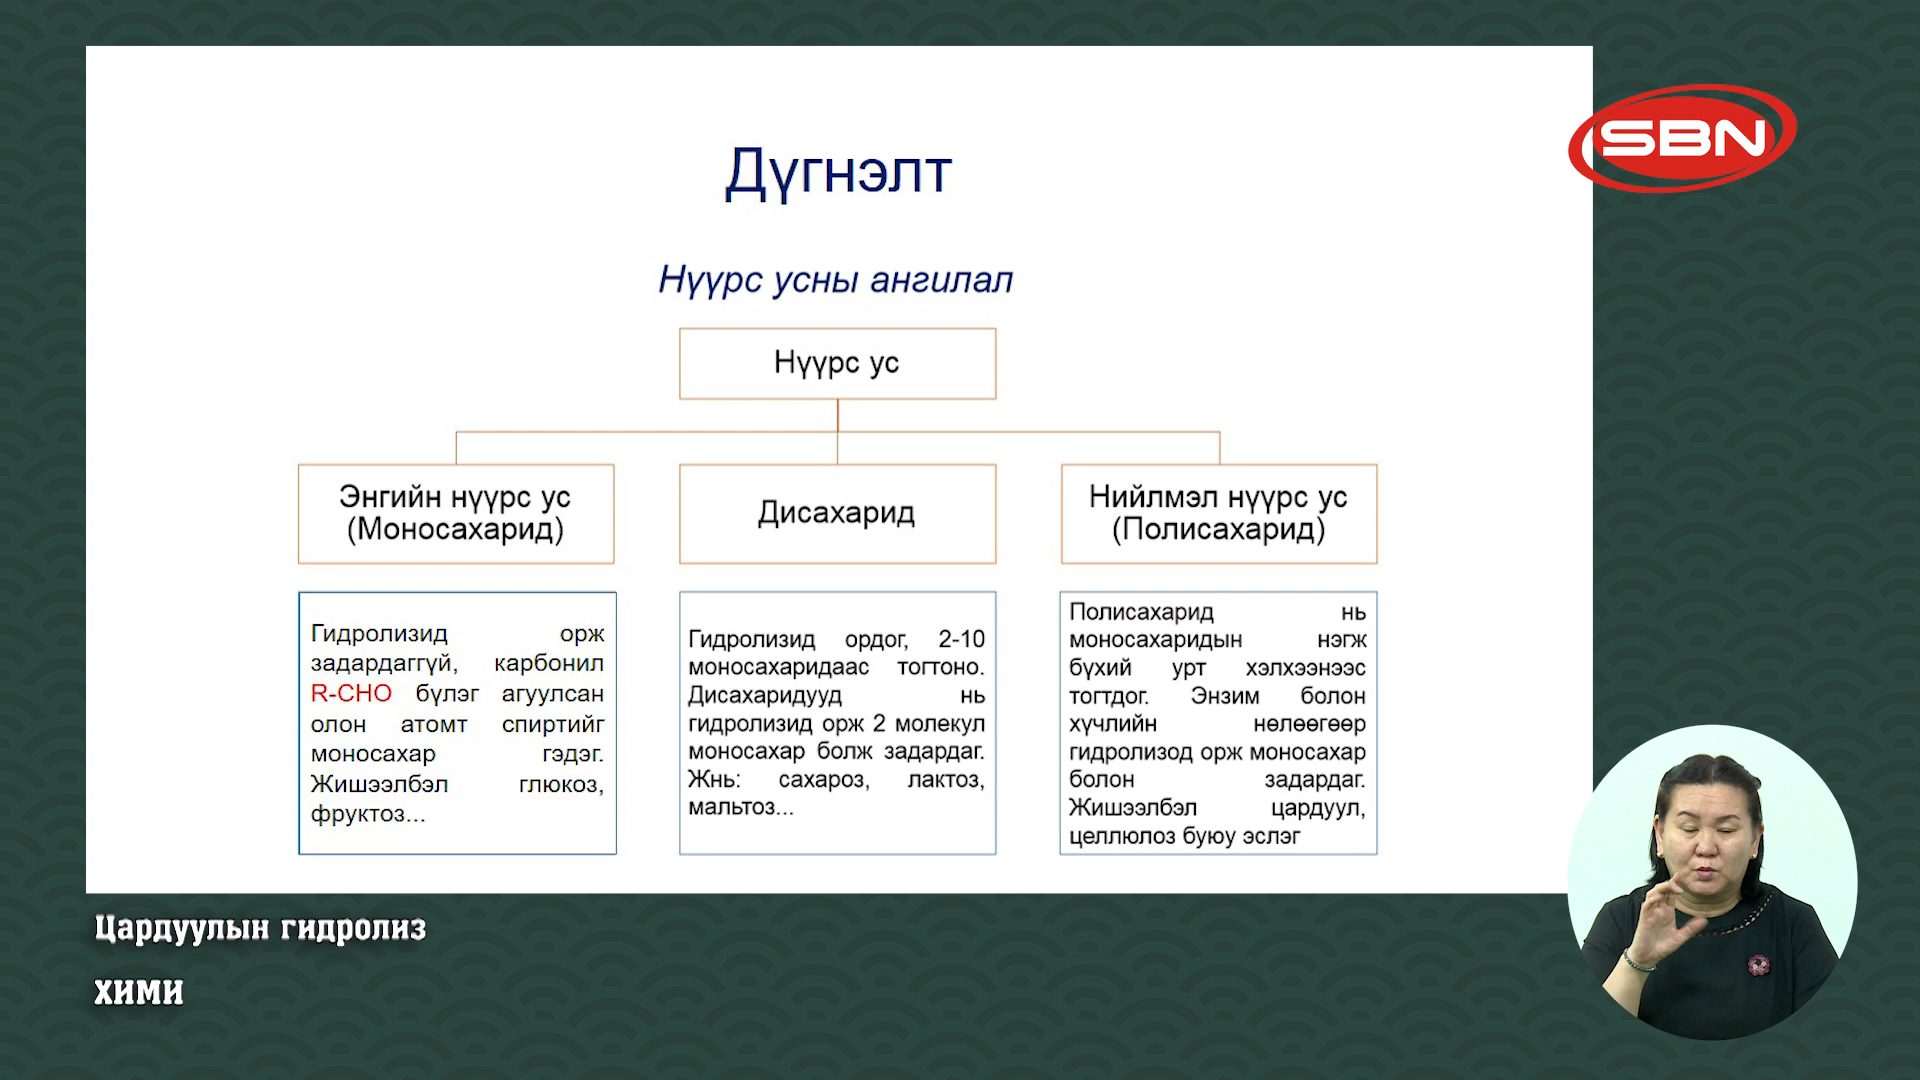 SBN
Дүгнэлт
Нүүрс усны ангилал
Нүүрс ус
Энгийн нүүрс ус
(Моносахарид)
Дисахарид
Нийлмэл нүүрс ус
(Полисахарид)
Гидролизид орж
задардаггүй, карбонил
R-CHO бүлэг агуулсан
олон атомт спиртийг
моносахар гэдэг.
Жишээлбэл глюкоз,
фруктоз...
Гидролизид ордог, 2-10
моносахаридаас тогтоно.
Дисахаридууд нь
гидролизид орж 2 молекул
моносахар болж задардаг.
Жнь: сахароз, лактоз,
мальтоз...
Полисахарид нь
моносахаридын нэгж
бүхий урт хэлхээнээс
тогтдог. Энзим болон
хүчлийн нөлөөгөөр
гидролизод орж моносахар
болон задардаг.
Жишээлбэл цардуул,
целлюлоз буюу эслэг
Цардуулын гидролиз
ХИМИ